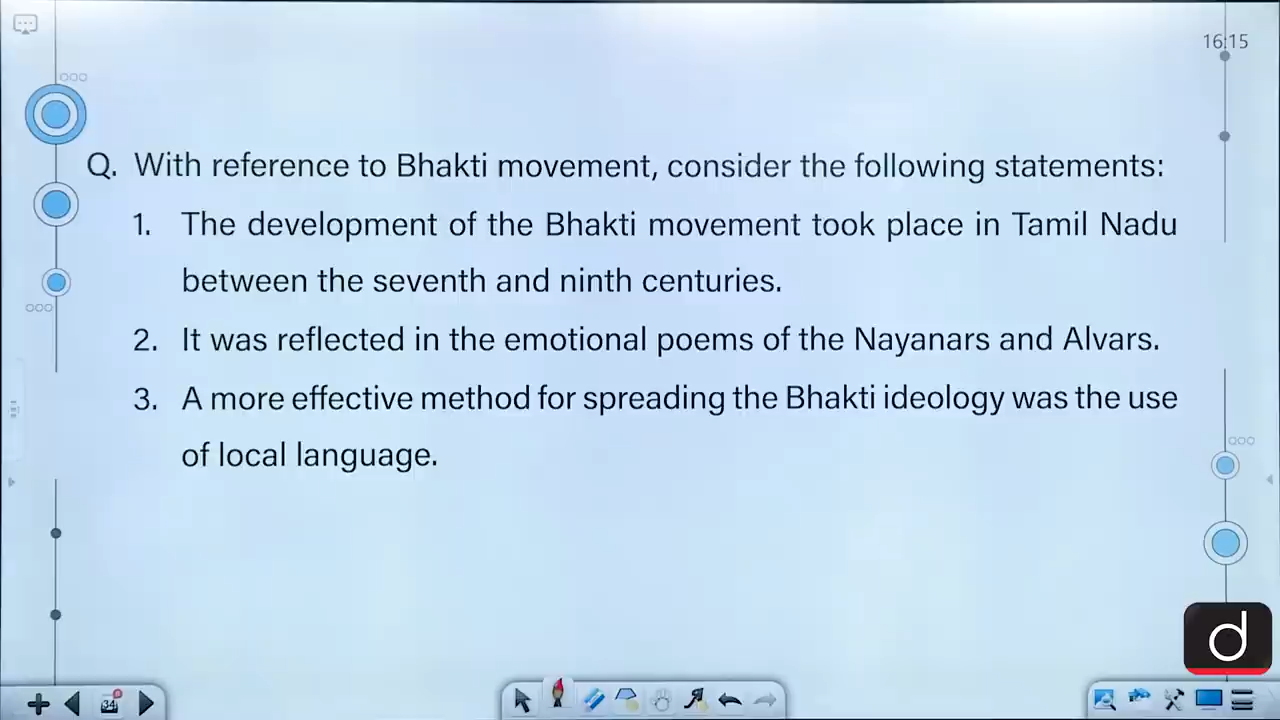 16:15
Q. With reference to Bhakti movement, consider the following statements:
1. The development of the Bhakti movement took place in Tamil Nadu
between the seventh and ninth centuries.
2. It was reflected in the emotional poems of the Nayanars and Alvars.
3. A more effective method for spreading the Bhakti ideology was the use
of local language.
d
34